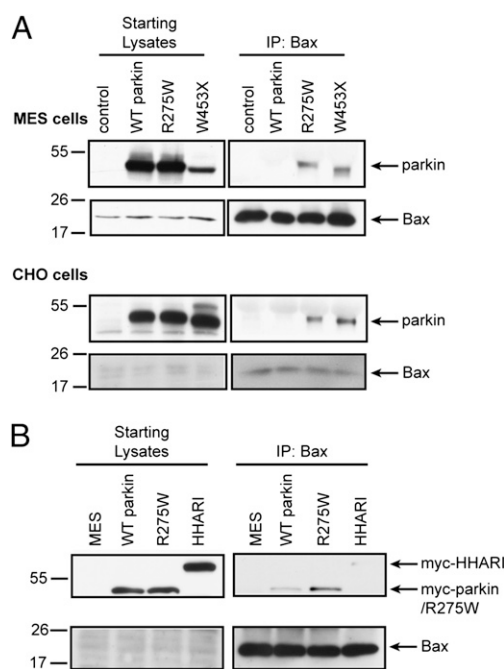 A
Starting Lysates
IP: Bax
control
WT parkin
R275W
W453X
control
WT parkin
R275W
W453X
MES cells
55
parkin
26
17
Bax
CHO cells
55
parkin
26
17
Bax
B
Starting Lysates
IP: Bax
MES
WT parkin
R275W
HHARI
MES
WT parkin
R275W
HHARI
myc-HHARI
55
myc-parkin
/R275W
26
17
Bax